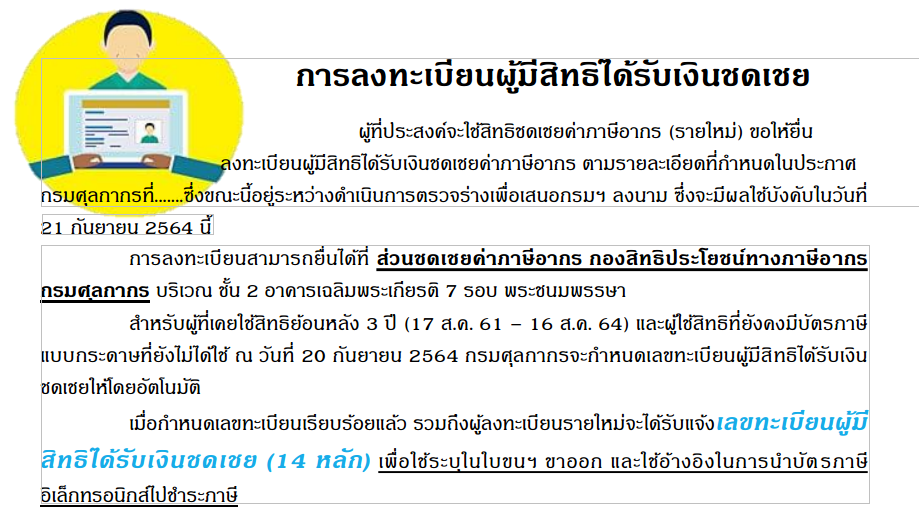 การลงทะเบียนผู้มีสิทธิได้รับเงินชดเชย
ผู้ที่ประสงค์จะใช้สิทธิชดเชยค่าภาษีอากร (รายใหม่) ขอให้ยื่น
ลงทะเบียนผู้มีสิทธิได้รับเงินชดเชยค่าภาษีอากร ตามรายละเอียดที่กำหนดในประกาศ
กรมศุลกากรที่.......ซึ่งขณะนี้อยู่ระหว่างดำเนินการตรวจร่างเพื่อเสนอกรมฯ ลงนาม ซึ่งจะมีผลใช้บังคับในวันที่
21 กันยายน 2564 นี้
การลงทะเบียนสามารถยื่นได้ที่ ส่วนชดเชยค่าภาษีอากร กองสิทธิประโยชน์ทางภาษีอากร
กรมศุลกากร บริเวณ ชั้น 2 อาคารเฉลิมพระเกียรติ 7 รอบ พระชนมพรรษา
สำหรับผู้ที่เคยใช้สิทธิย้อนหลัง 3 ปี (17 ส.ค. 61 – 16 ส.ค. 64) และผู้ใช้สิทธิที่ยังคงมีบัตรภาษี
แบบกระดาษที่ยังไม่ได้ใช้ ณ วันที่ 20 กันยายน 2564 กรมศุลกากรจะกำหนดเลขทะเบียนผู้มีสิทธิได้รับเงิน
ชดเชยให้โดยอัตโนมัติ
เมื่อกำหนดเลขทะเบียนเรียบร้อยแล้ว รวมถึงผู้ลงทะเบียนรายใหม่จะได้รับแจ้งเลขทะเบียนผู้มี
สิทธิได้รับเงินชดเชย (14 หลัก) เพื่อใช้ระบุในใบขนฯ ขาออก และใช้อ้างอิงในการนำบัตรภาษี
อิเล็กทรอนิกส์ไปชำระภาษี